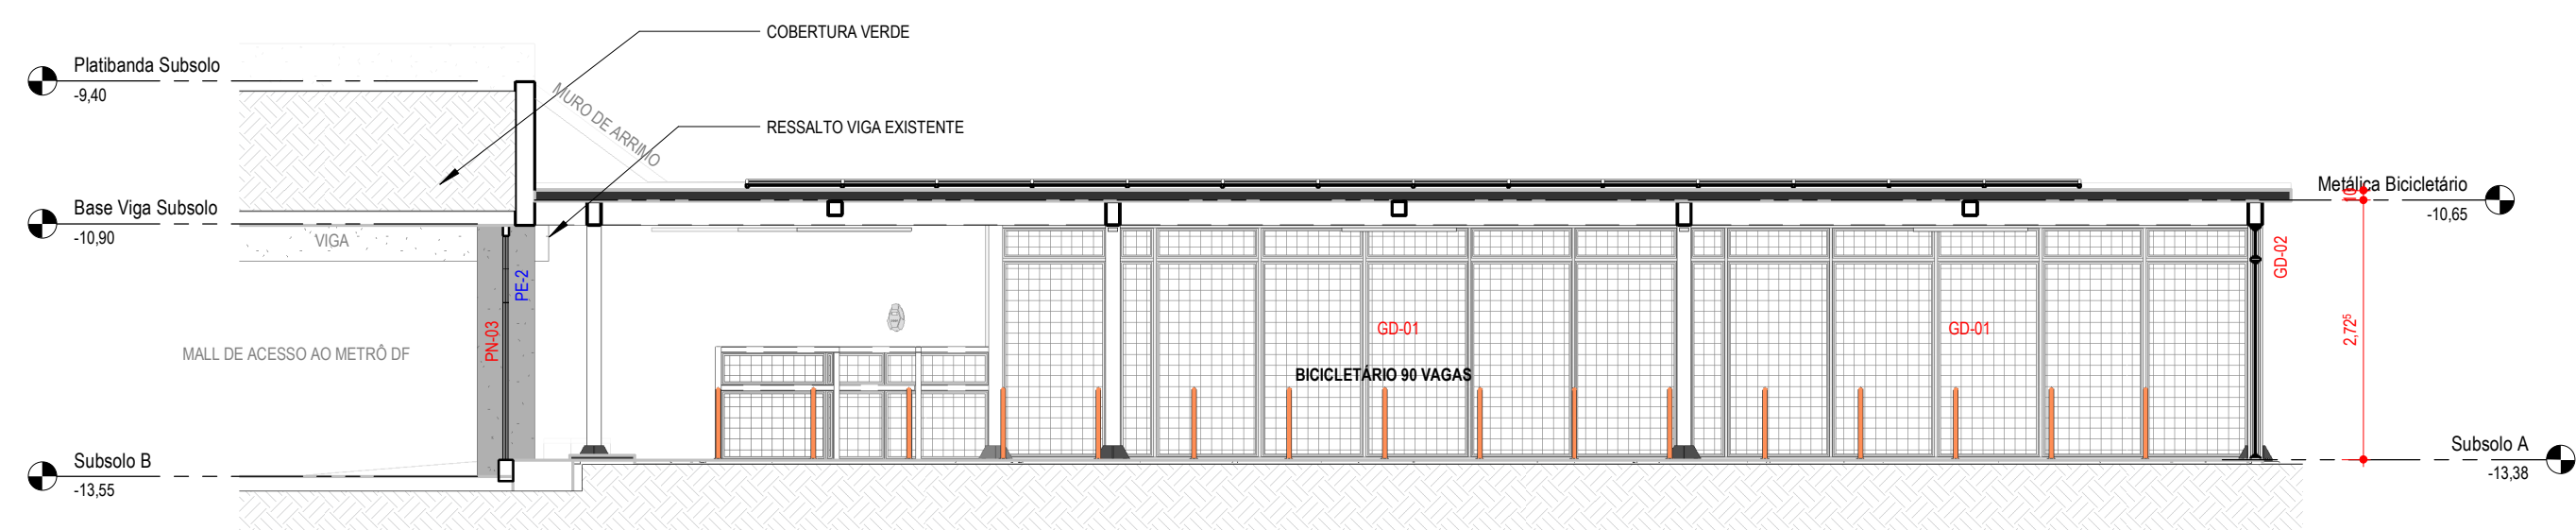 COBERTURA VERDE
Platibanda Subsolo
-9,40
MURO DE ARRIMO
RESSALTO VIGA EXISTENTE
Metálica Bicicletário
10
-10,65
Base Viga Subsolo
-10,90
VIGA
GD-02
PE-2
PN-03
GD-01
GD-01
2,72⁵
MALL DE ACESSO AO METRÔ DF
BICICLETÁRIO 90 VAGAS
Subsolo A
-13,38
Subsolo B
-13,55